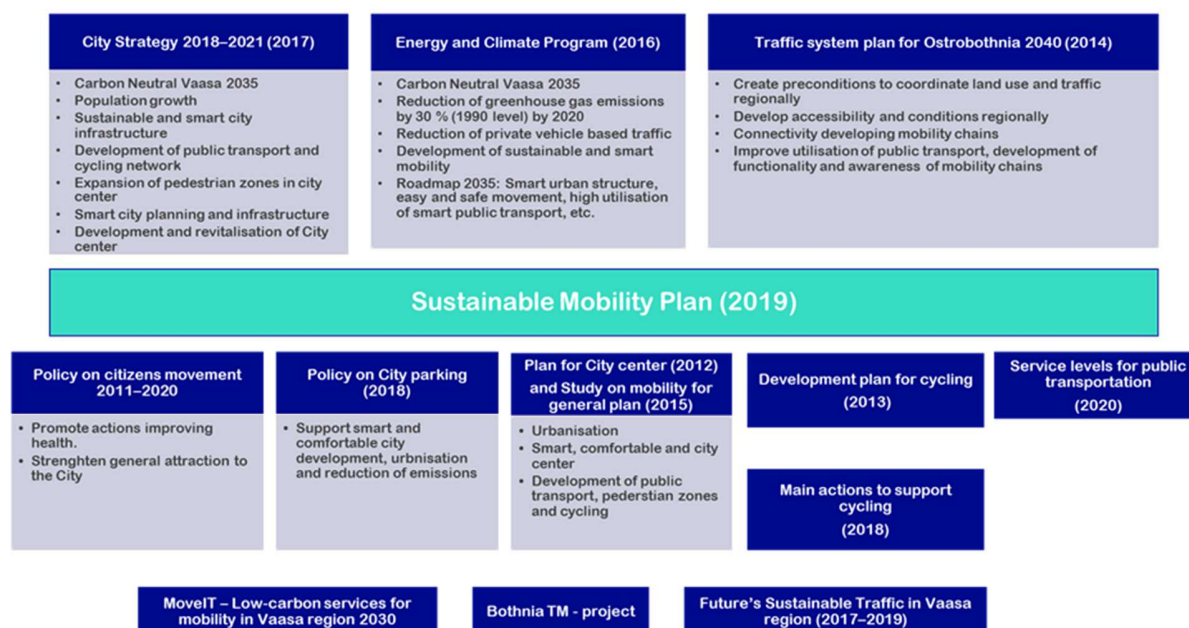 City Strategy 2018–2021 (2017)
• Carbon Neutral Vaasa 2035
• Population growth
• Sustainable and smart city
infrastructure
• Development of public transport and
cycling network
• Expansion of pedestrian zones in city
center
• Smart city planning and infrastructure
• Development and revitalisation of City
center
Energy and Climate Program (2016)
• Carbon Neutral Vaasa 2035
• Reduction of greenhouse gas emissions
by 30 % (1990 level) by 2020
• Reduction of private vehicle based traffic
• Development of sustainable and smart
mobility
• Roadmap 2035: Smart urban structure,
easy and safe movement, high utilisation
of smart public transport, etc.
Traffic system plan for Ostrobothnia 2040 (2014)
• Create preconditions to coordinate land use and traffic
regionally
• Develop accessibility and conditions regionally
• Connectivity developing mobility chains
• Improve utilisation of public transport, development of
functionality and awareness of mobility chains
Sustainable Mobility Plan (2019)
Policy on citizens movement
2011–2020
• Promote actions improving
health.
• Strenghten general attraction to
the City
Policy on City parking
(2018)
• Support smart and
comfortable city
development, urbnisation
and reduction of emissions
Plan for City center (2012)
and Study on mobility for
general plan (2015)
• Urbanisation
• Smart, comfortable and city
center
• Development of public
transport, pederstian zones
and cycling
Development plan for cycling
(2013)
Service levels for public
transportation
(2020)
Main actions to support
cycling
(2018)
MoveIT – Low-carbon services for
mobility in Vaasa region 2030
Bothnia TM - project
Future's Sustainable Traffic in Vaasa
region (2017–2019)